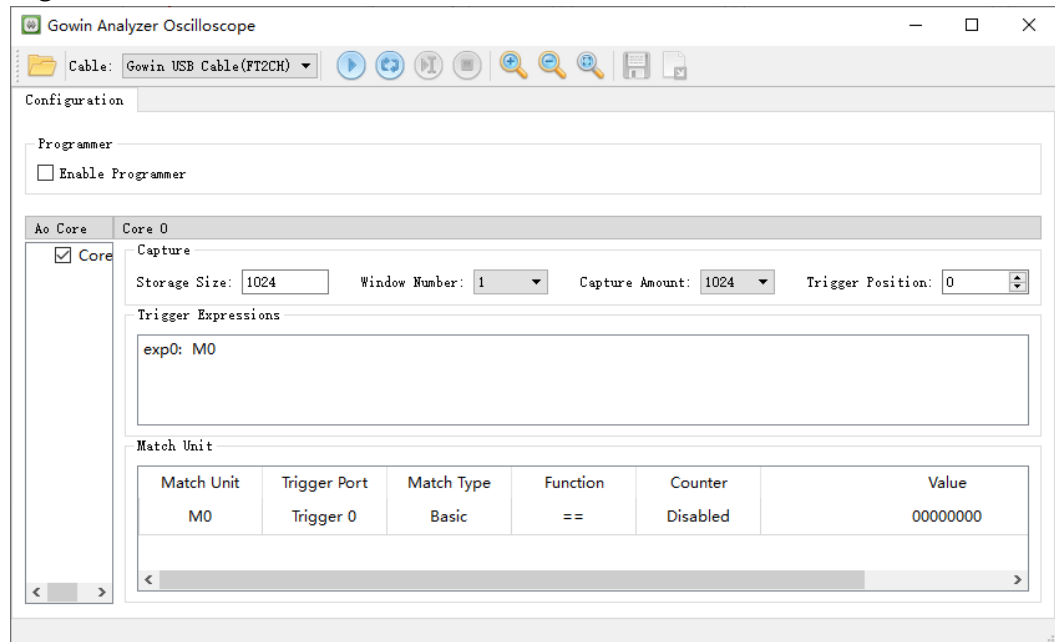 Gowin Analyzer Oscilloscope
Cable: Gowin USB Cable(FT2CH)
Configuration
Programmer
Enable Programmer
Ao Core Core 0
Core
Capture
Storage Size: 1024 Window Number: 1 Capture Amount: 1024 Trigger Position: 0
Trigger Expressions
exp0: M0
Match Unit
Match Unit Trigger Port Match Type Function Counter Value
M0 Trigger 0 Basic == Disabled 00000000